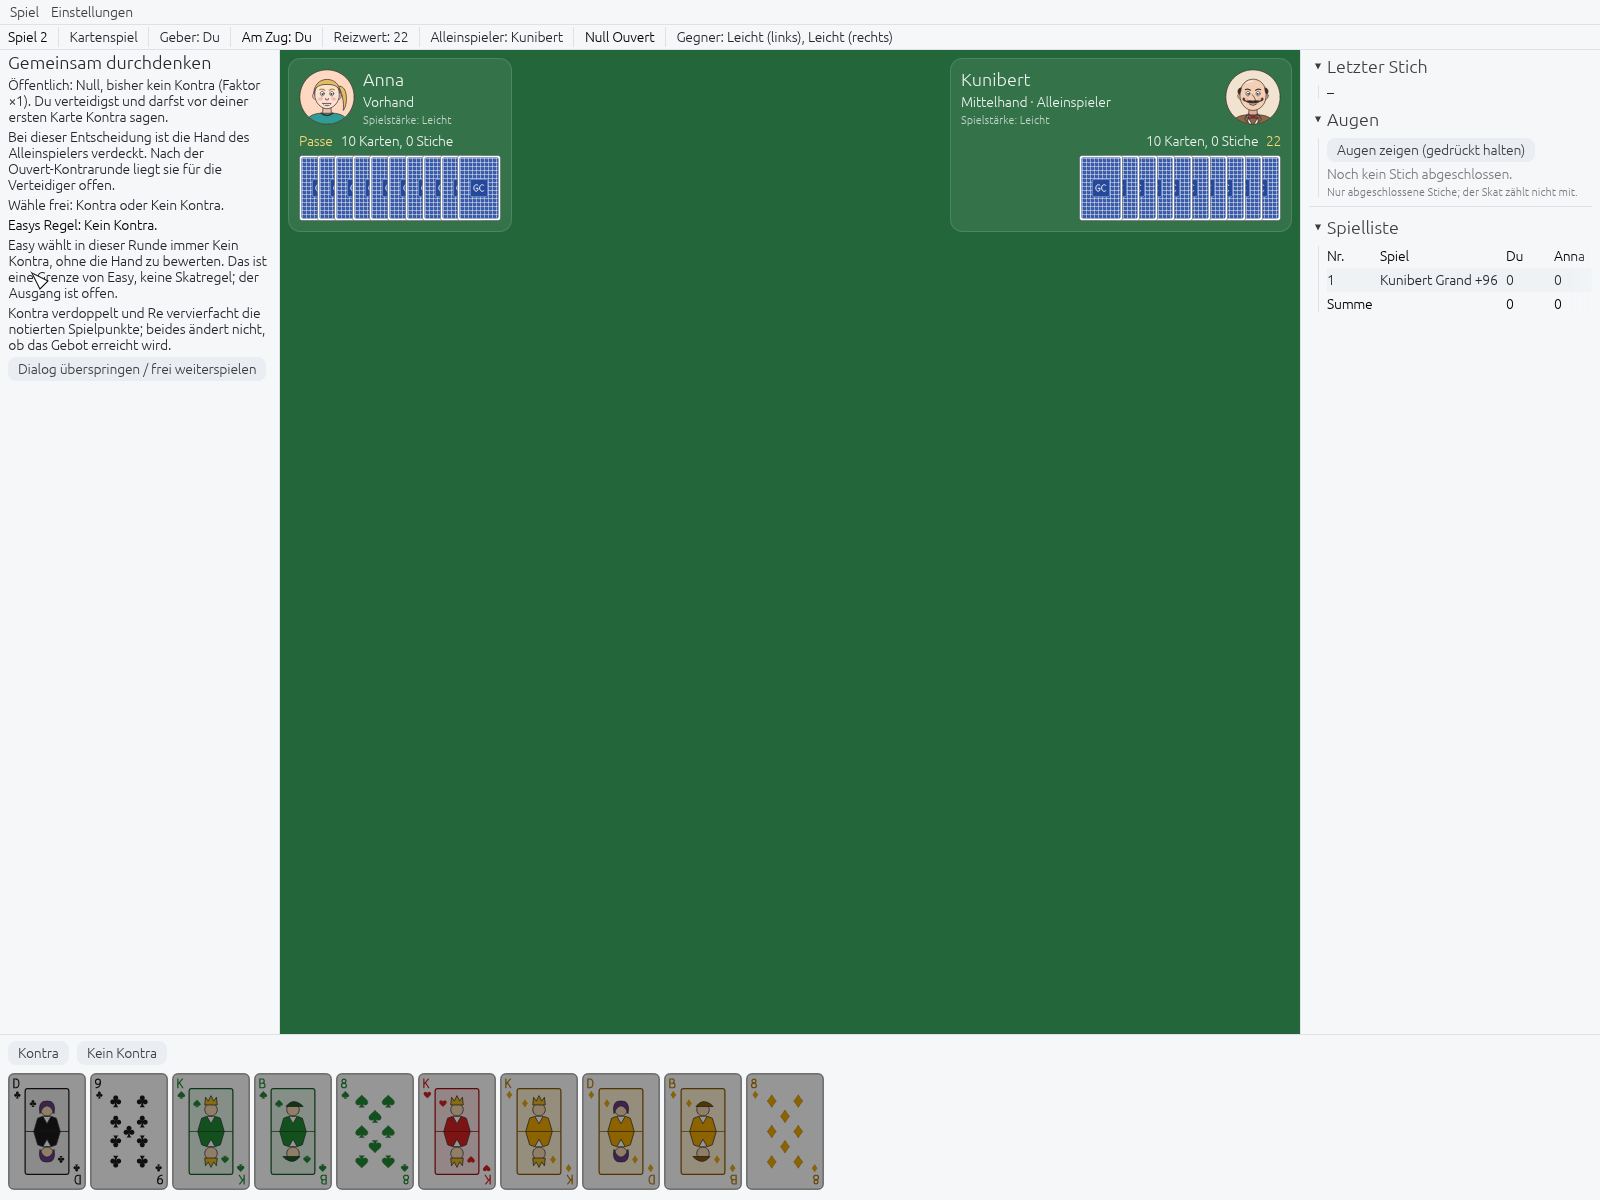 Spiel Einstellungen
Spiel 2 Kartenspiel Geber: Du Am Zug: Du Reizwert: 22 Alleinspieler: Kunibert Null Ouvert Gegner: Leicht (links), Leicht (rechts)
Gemeinsam durchdenken
Öffentlich: Null, bisher kein Kontra (Faktor
×1). Du verteidigst und darfst vor deiner
ersten Karte Kontra sagen.
Bei dieser Entscheidung ist die Hand des
Alleinspielers verdeckt. Nach der
Ouvert-Kontrarunde liegt sie für die
Verteidiger offen.
Wähle frei: Kontra oder Kein Kontra.
Easys Regel: Kein Kontra.
Easy wählt in dieser Runde immer Kein
Kontra, ohne die Hand zu bewerten. Das ist
eine Grenze von Easy, keine Skatregel; der
Ausgang ist offen.
Kontra verdoppelt und Re vervierfacht die
notierten Spielpunkte; beides ändert nicht,
ob das Gebot erreicht wird.
Dialog überspringen / frei weiterspielen
Anna
Vorhand
Spielstärke: Leicht
Passe 10 Karten, 0 Stiche
GC
Kunibert
Mittelhand · Alleinspieler
Spielstärke: Leicht
10 Karten, 0 Stiche 22
GC
Letzter Stich
–
Augen
Augen zeigen (gedrückt halten)
Noch kein Stich abgeschlossen.
Nur abgeschlossene Stiche; der Skat zählt nicht mit.
Spielliste
Nr. Spiel Du Anna
1 Kunibert Grand +96 0 0
Summe 0 0
Kontra Kein Kontra
D 9 K B 8 K K D B 8
D 9 K B 8 K K D B 8